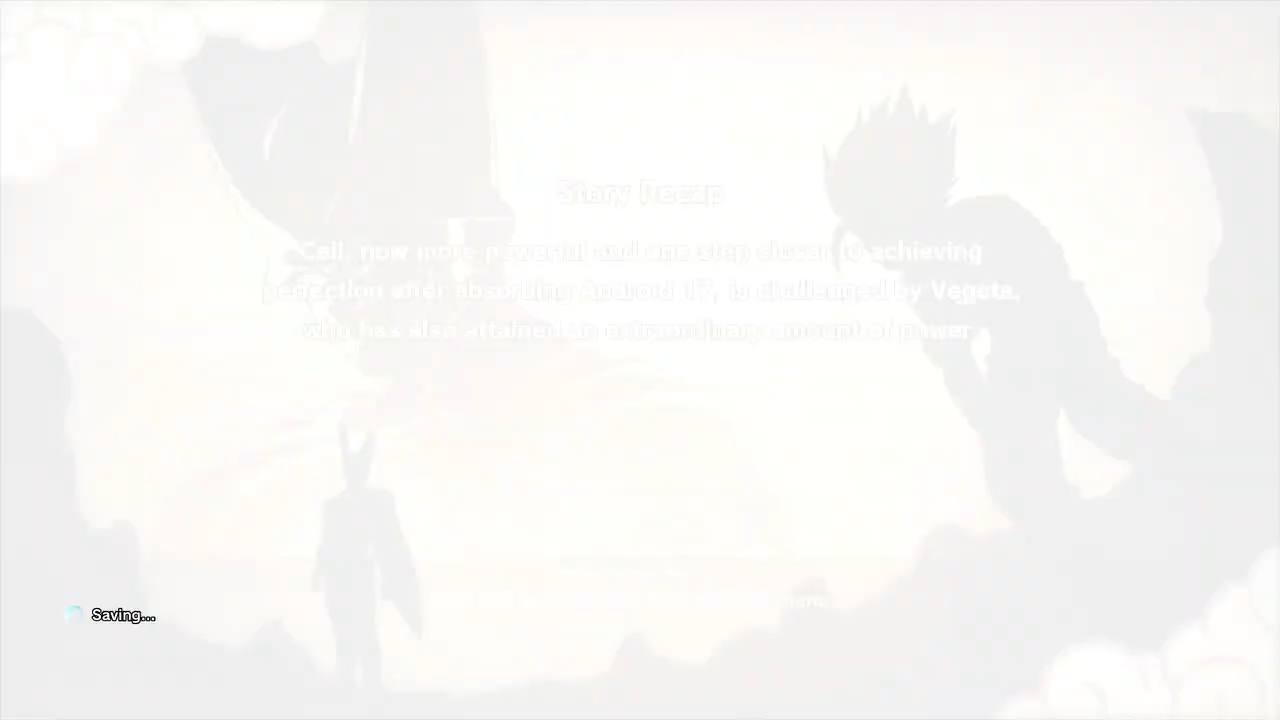 Story Recap
Cell, now more powerful and one step closer to achieving
perfection after absorbing Android 17, is challenged by Vegeta,
who has also attained an extraordinary amount of power
Saving...